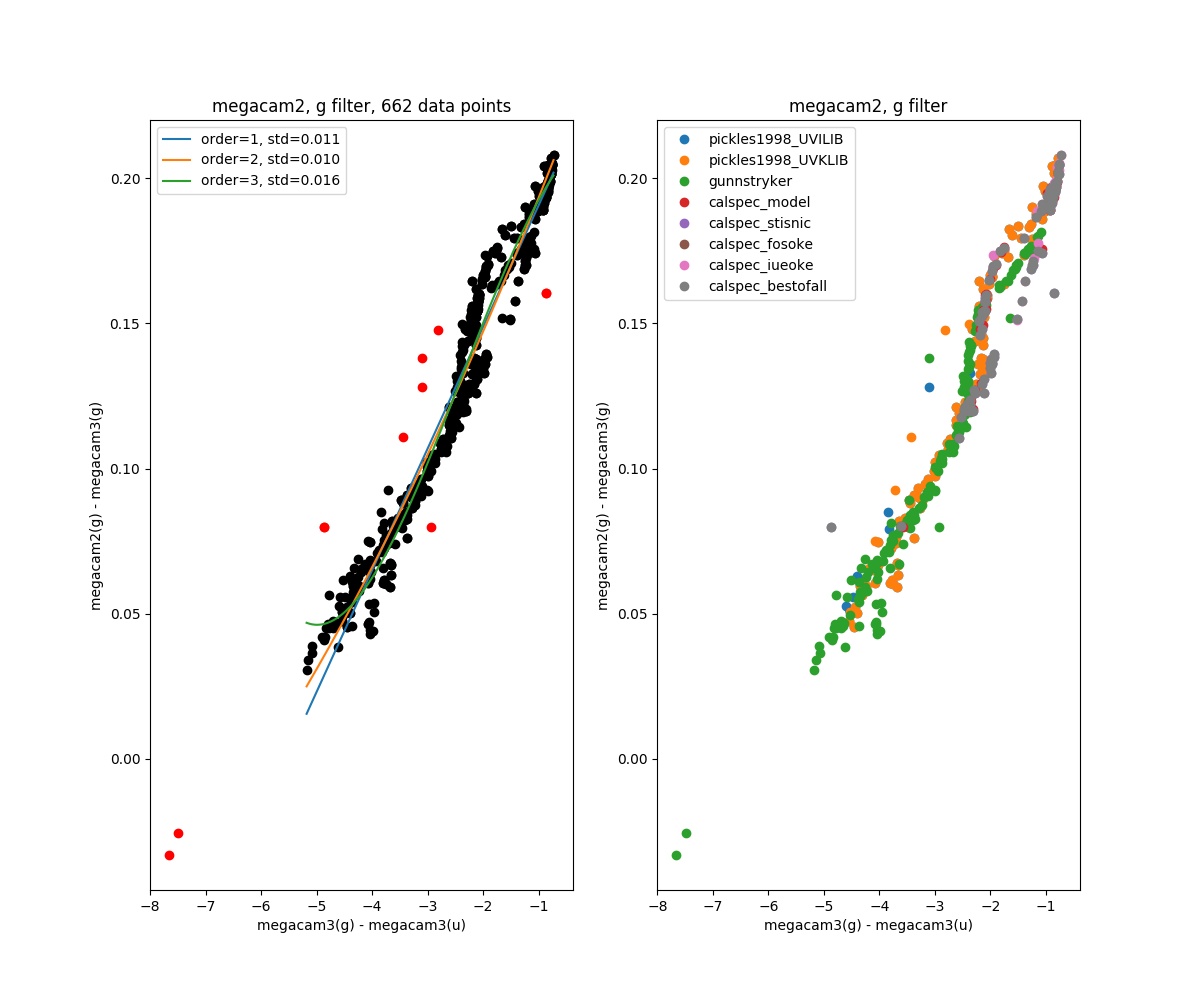 megacam2, g filter, 662 data points
order=1, std=0.011
order=2, std=0.010
order=3, std=0.016
0.20
0.15
0.10
0.05
0.00
megacam2(g) - megacam3(g)
−8 −7 −6 −5 −4 −3 −2 −1
megacam3(g) - megacam3(u)
megacam2, g filter
pickles1998_UVILIB
pickles1998_UVKLIB
gunnstryker
calspec_model
calspec_stisnic
calspec_fosoke
calspec_iueoke
calspec_bestofall
0.20
0.15
0.10
0.05
0.00
megacam2(g) - megacam3(g)
−8 −7 −6 −5 −4 −3 −2 −1
megacam3(g) - megacam3(u)